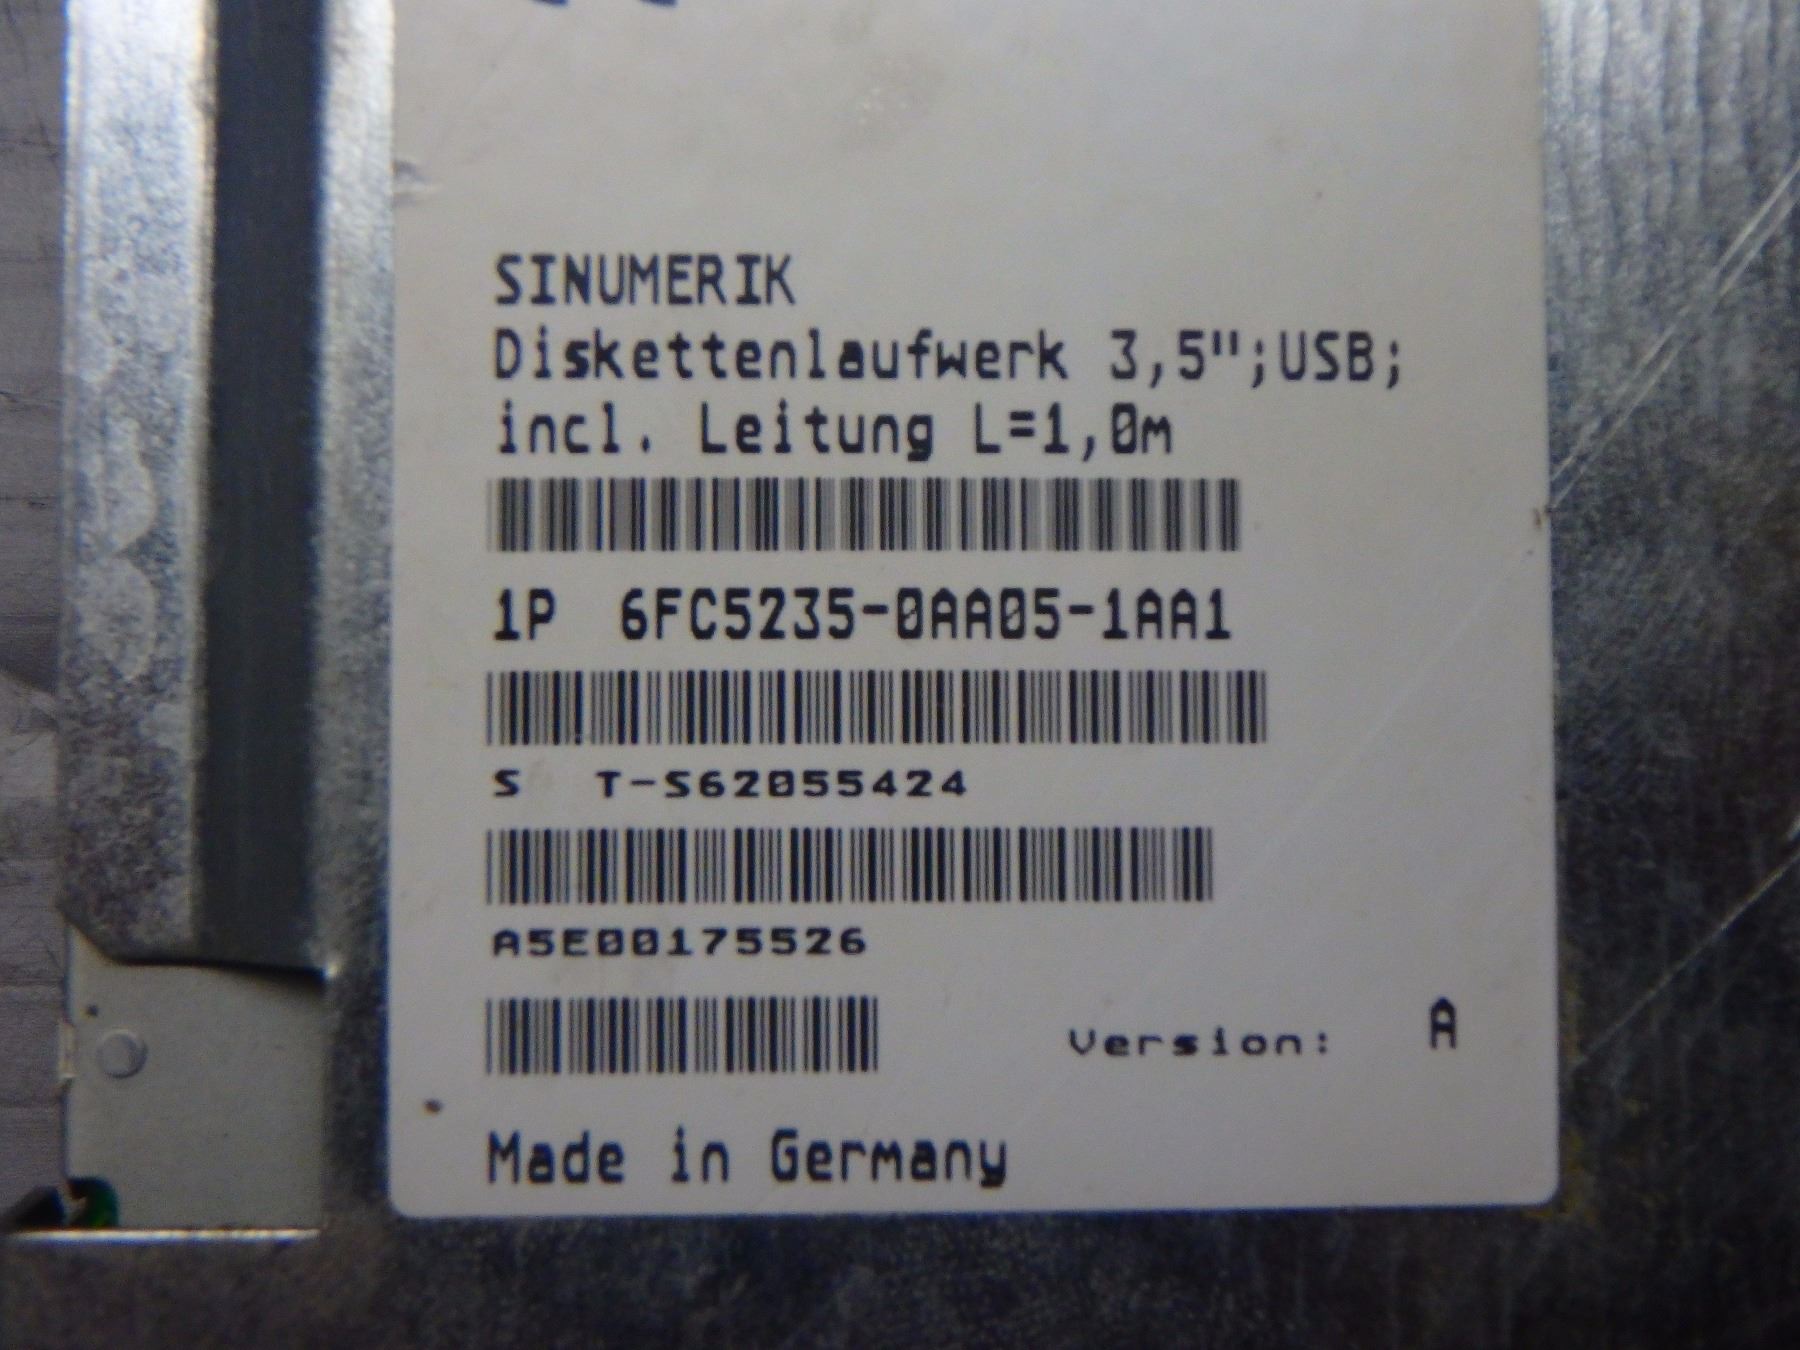 SINUMERIK
Diskettenlaufwerk 3,5";USB;
incl. Leitung L=1,0m
1P 6FC5235-0AA05-1AA1
S T-S62055424
A5E00175526
Version: A
Made in Germany